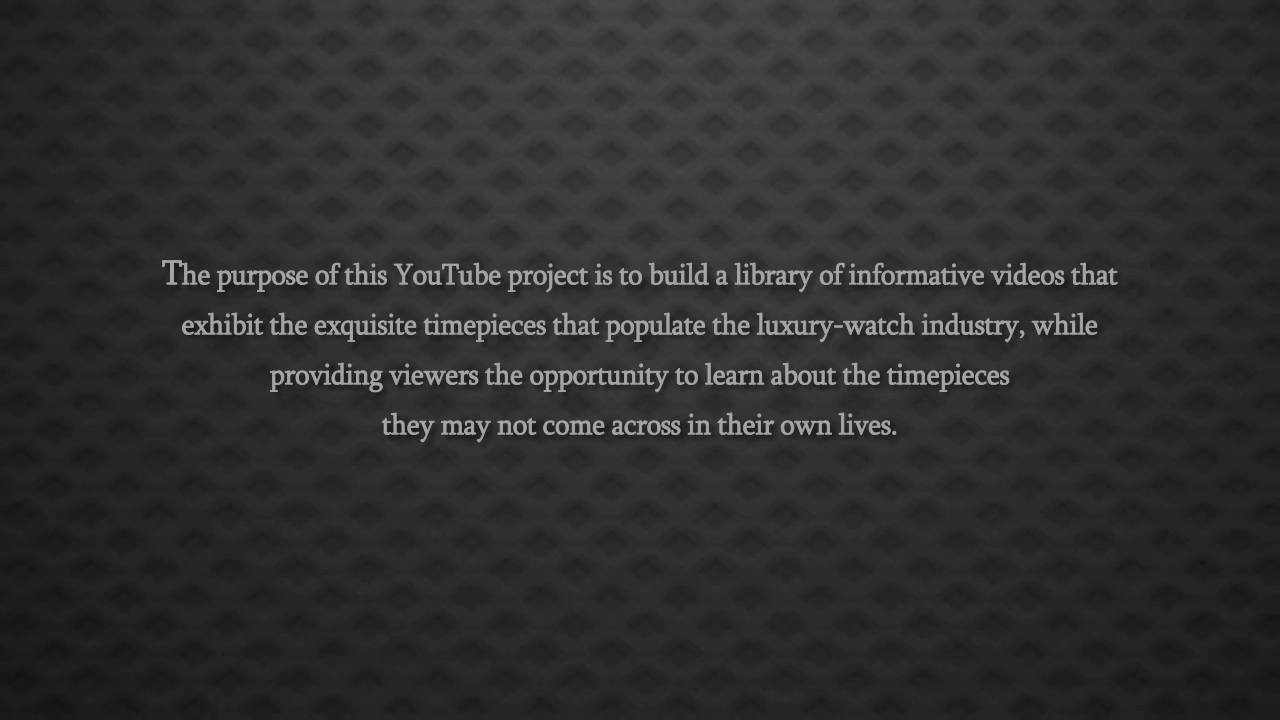 The purpose of this YouTube project is to build a library of informative videos that
exhibit the exquisite timepieces that populate the luxury-watch industry, while
providing viewers the opportunity to learn about the timepieces
they may not come across in their own lives.